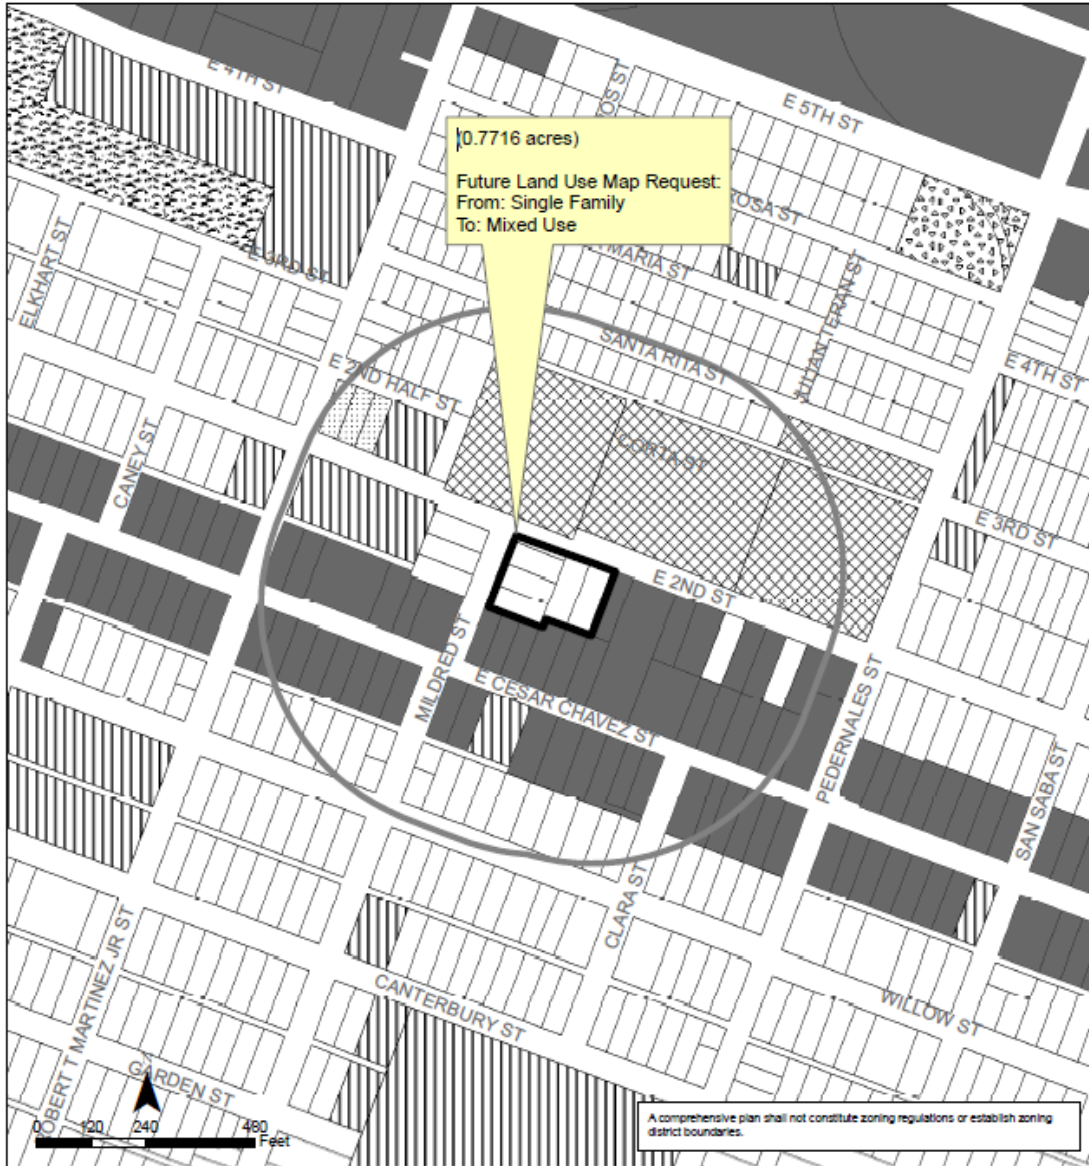 E 4TH ST
OS ST
E 5TH ST
(0.7716 acres)
Future Land Use Map Request:
From: Single Family
To: Mixed Use
ROSA ST
MARIA ST
ELKHART ST
E 3RD ST
JULIAN TERAN ST
SANTA RITA ST
E 4TH ST
E 2ND HALF ST
CORTA ST
CANEY ST
E 3RD ST
E 2ND ST
MILDRED ST
E CESAR CHAVEZ ST
PEDERNALES ST
SAN SABA ST
CLARA ST
OBERT T MARTINEZ JR ST
CANTERBURY ST
WILLOW ST
GARDEN ST
0 120 240 480
Feet
A comprehensive plan shall not constitute zoning regulations or establish zoning
district boundaries.